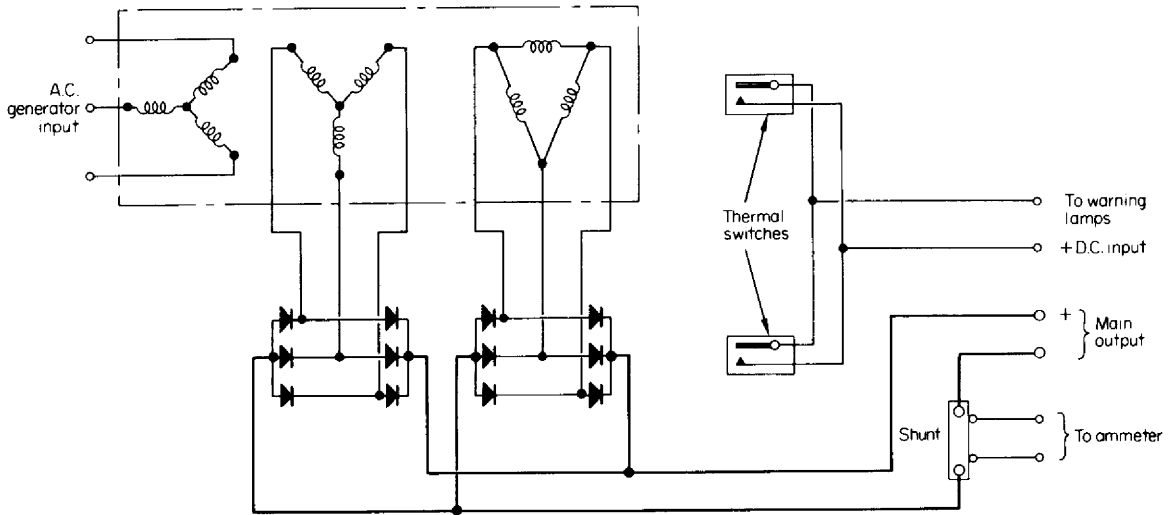 A.C.
generator
input
Thermal
switches
To warning
lamps
+ D.C. input
+
Main
output
Shunt
To ammeter